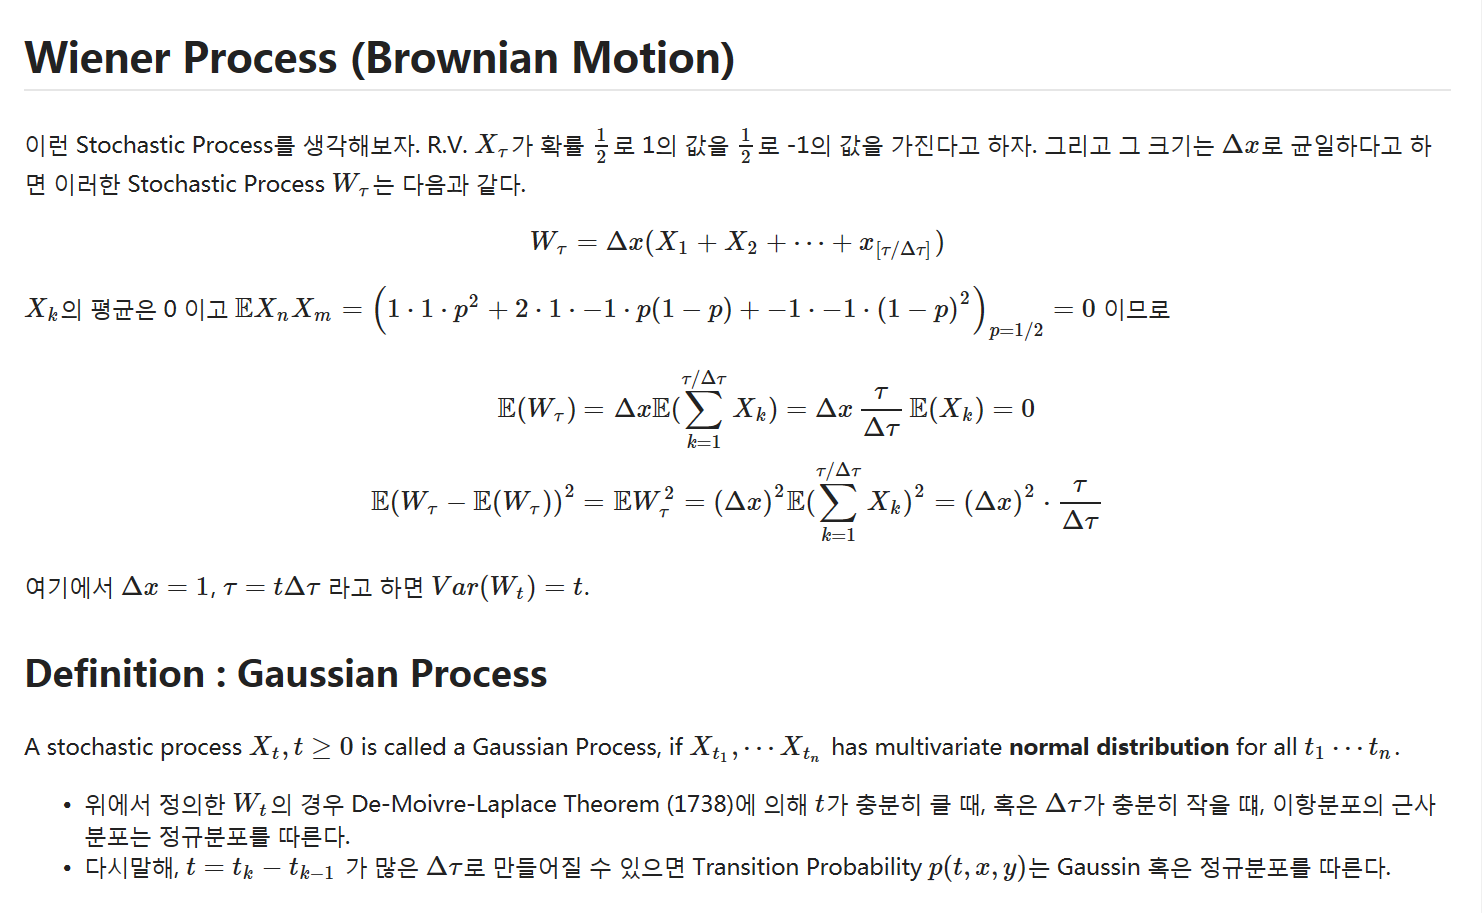 Wiener Process (Brownian Motion)
이런 Stochastic Process를 생각해보자. R.V. $X_\tau$가 확률 $\frac{1}{2}$로 1의 값을 $\frac{1}{2}$로 -1의 값을 가진다고 하자. 그리고 그 크기는 $\Delta x$로 균일하다고 하
면 이러한 Stochastic Process $W_\tau$는 다음과 같다.
$W_\tau = \Delta x(X_1 + X_2 + \cdots + x_{[\tau/\Delta\tau]})$
$X_k$의 평균은 0 이고 $\mathbb{E}X_nX_m = \left(1 \cdot 1 \cdot p^2 + 2 \cdot 1 \cdot -1 \cdot p(1-p) + -1 \cdot -1 \cdot (1-p)^2\right)_{p=1/2} = 0$ 이므로
$\mathbb{E}(W_\tau) = \Delta x\mathbb{E}(\sum_{k=1}^{\tau/\Delta\tau} X_k) = \Delta x \frac{\tau}{\Delta\tau} \mathbb{E}(X_k) = 0$
$\mathbb{E}(W_\tau - \mathbb{E}(W_\tau))^2 = \mathbb{E}W_\tau^2 = (\Delta x)^2\mathbb{E}(\sum_{k=1}^{\tau/\Delta\tau} X_k)^2 = (\Delta x)^2 \cdot \frac{\tau}{\Delta\tau}$
여기에서 $\Delta x = 1$, $\tau = t\Delta\tau$ 라고 하면 $Var(W_t) = t$.
Definition : Gaussian Process
A stochastic process $X_t, t \geq 0$ is called a Gaussian Process, if $X_{t_1}, \cdots X_{t_n}$ has multivariate normal distribution for all $t_1 \cdots t_n$.
• 위에서 정의한 $W_t$의 경우 De-Moivre-Laplace Theorem (1738)에 의해 $t$가 충분히 클 때, 혹은 $\Delta\tau$가 충분히 작을 떄, 이항분포의 근사
분포는 정규분포를 따른다.
• 다시말해, $t = t_k - t_{k-1}$ 가 많은 $\Delta\tau$로 만들어질 수 있으면 Transition Probability $p(t, x, y)$는 Gaussin 혹은 정규분포를 따른다.